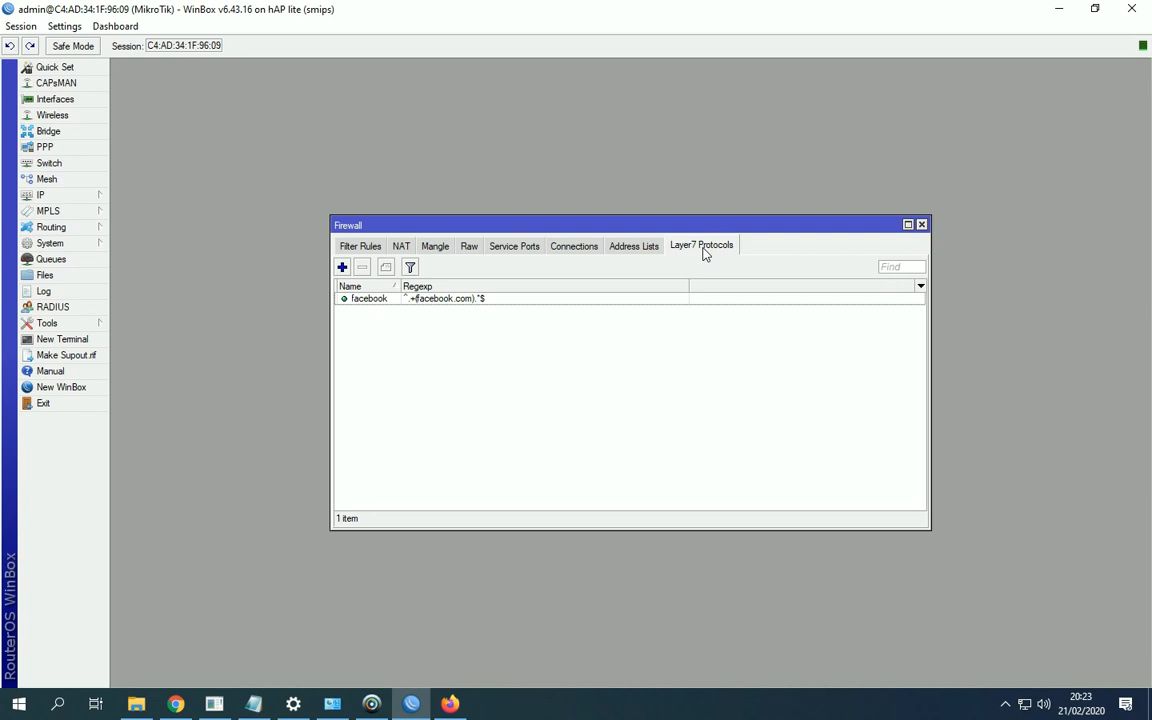 admin@C4:AD:34:1F:96:09 (MikroTik) - WinBox v6.43.16 on hAP lite (smips)
Session Settings Dashboard
Safe Mode Session: C4:AD:34:1F:96:09
Quick Set
CAPsMAN
Interfaces
Wireless
Bridge
PPP
Switch
Mesh
IP
MPLS
Routing
System
Queues
Files
Log
RADIUS
Tools
New Terminal
Make Supout.rif
Manual
New WinBox
Exit
RouterOS WinBox
Firewall
Filter Rules NAT Mangle Raw Service Ports Connections Address Lists Layer7 Protocols
Find
Name Regexp
facebook ^.+(facebook.com).*$
1 item
20:23
21/02/2020